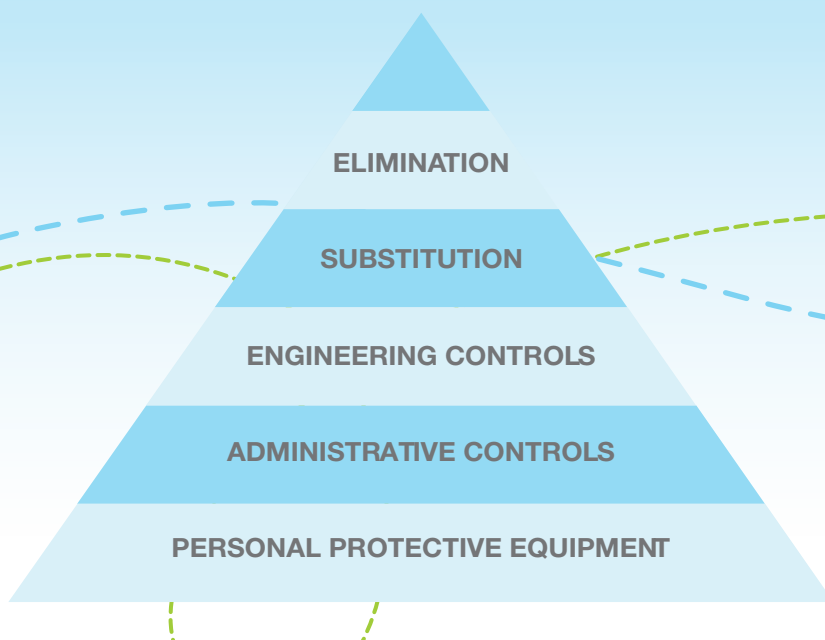 ELIMINATION
SUBSTITUTION
ENGINEERING CONTROLS
ADMINISTRATIVE CONTROLS
PERSONAL PROTECTIVE EQUIPMENT